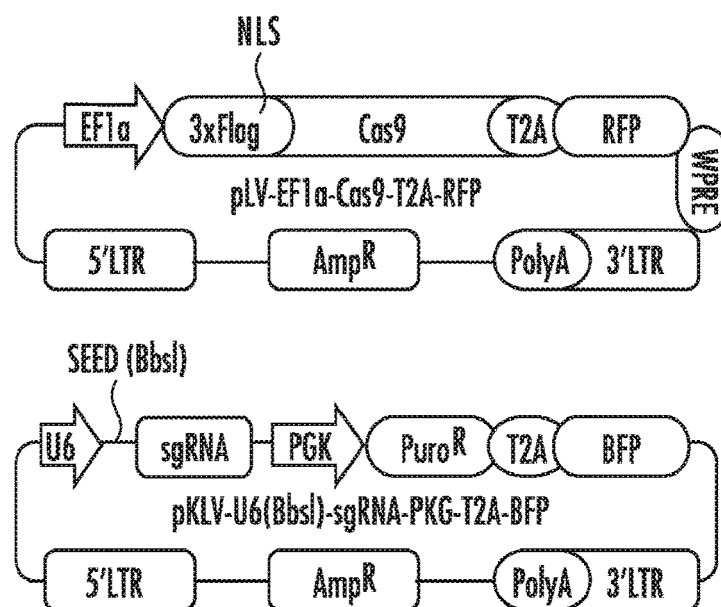 NLS
EF1a 3xFlag Cas9 T2A RFP
WPRE
pLV-EF1a-Cas9-T2A-RFP
5'LTR AmpR PolyA 3'LTR
SEED (BbsI)
U6 sgRNA PGK PuroR T2A BFP
pKLV-U6(BbsI)-sgRNA-PKG-T2A-BFP
5'LTR AmpR PolyA 3'LTR